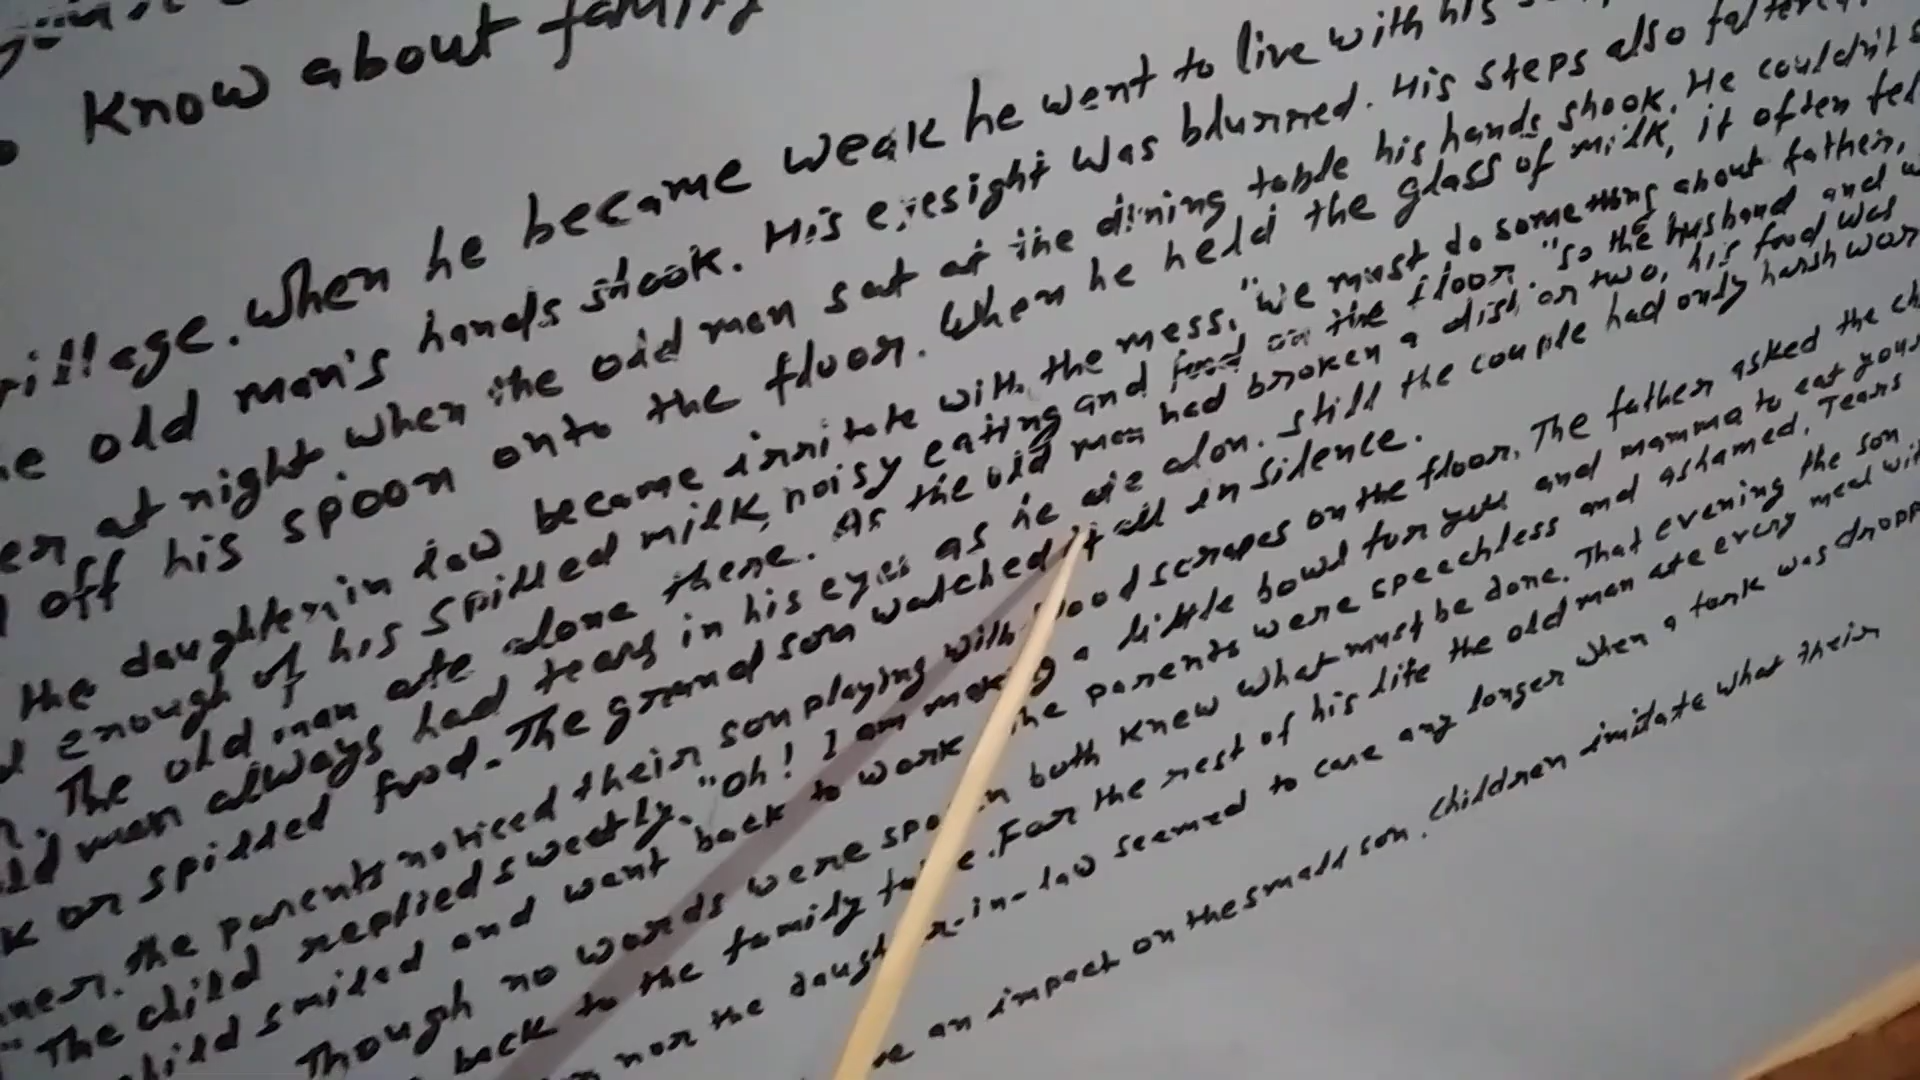 Know about family
village. When he became weak he went to live with his
old man's hands shook. His eyesight was blurred. His steps also faltered.
at night when the old man sat at the dining table his hands shook. He couldn't
off his spoon onto the floor. When he held the glass of milk, it often
the daughter in law became irritate with the mess. "We must do something about father,
enough of his spilled milk, noisy eating and food on the floor." So the husband and
The old man ate alone there. As the old man had broken a dish or two, his food was
man always had tears in his eyes as he ate alon. Still the couple had only harsh
or spilled food. The grand son watched it all in silence.
the parents noticed their son playing with wood scrapes on the floor. The father asked the
The child replied sweetly. "Oh! I am making a little bowl for you and mamma to eat your
smiled and went back to work. The parents were speechless and ashamed. Tears
Though no words were spoken both knew what must be done. That evening the son
back to the family table. For the rest of his life the old man ate every meal
nor the daughter-in-law seemed to care any longer when a fork was
an impact on the small son. Children imitate what their